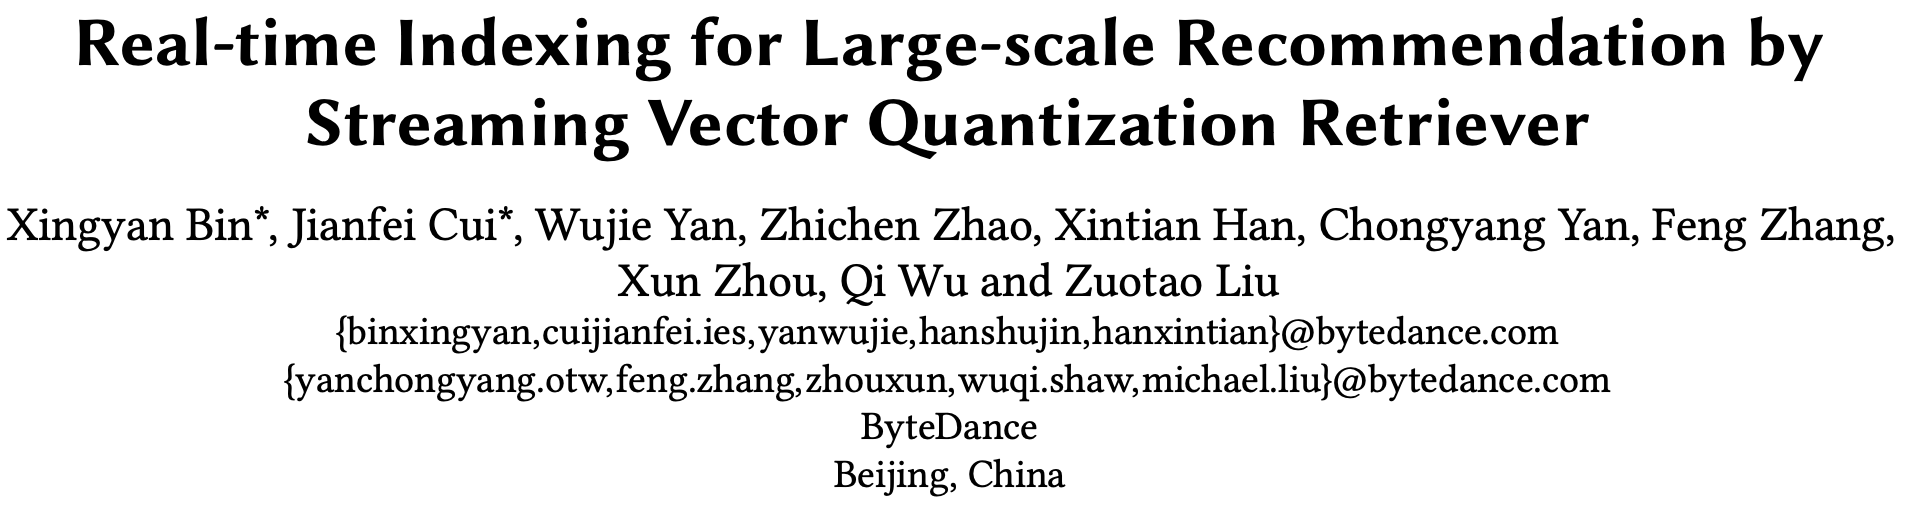 Real-time Indexing for Large-scale Recommendation by
Streaming Vector Quantization Retriever
Xingyan Bin*, Jianfei Cui*, Wujie Yan, Zhichen Zhao, Xintian Han, Chongyang Yan, Feng Zhang,
Xun Zhou, Qi Wu and Zuotao Liu
{binxingyan,cuijianfei.ies,yanwujie,hanshujin,hanxintian}@bytedance.com
{yanchongyang.otw,feng.zhang,zhouxun,wuqi.shaw,michael.liu}@bytedance.com
ByteDance
Beijing, China